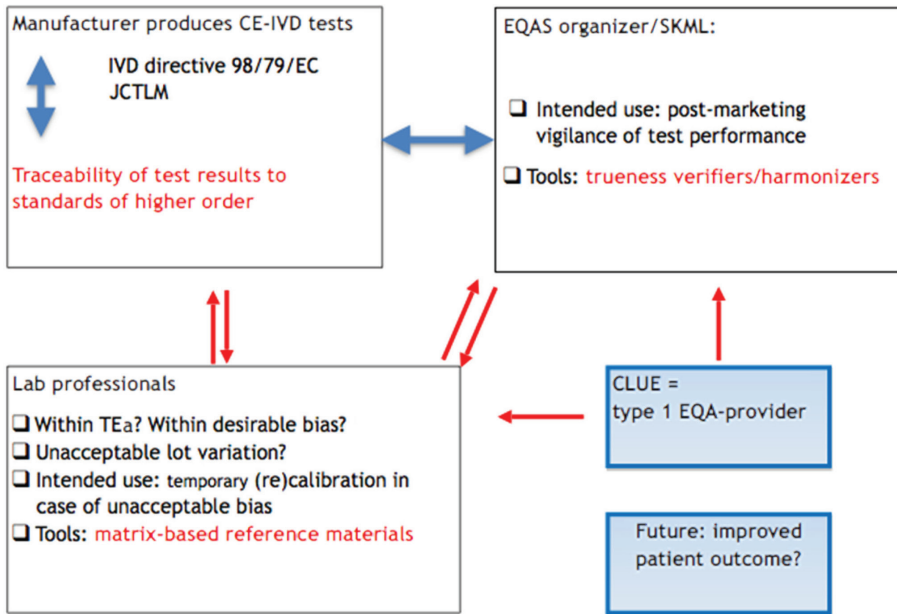 Manufacturer produces CE-IVD tests
IVD directive 98/79/EC
JCTLM
Traceability of test results to
standards of higher order
EQAS organizer/SKML:
❑ Intended use: post-marketing
vigilance of test performance
❑ Tools: trueness verifiers/harmonizers
Lab professionals
❑ Within TEa? Within desirable bias?
❑ Unacceptable lot variation?
❑ Intended use: temporary (re)calibration in
case of unacceptable bias
❑ Tools: matrix-based reference materials
CLUE =
type 1 EQA-provider
Future: improved
patient outcome?